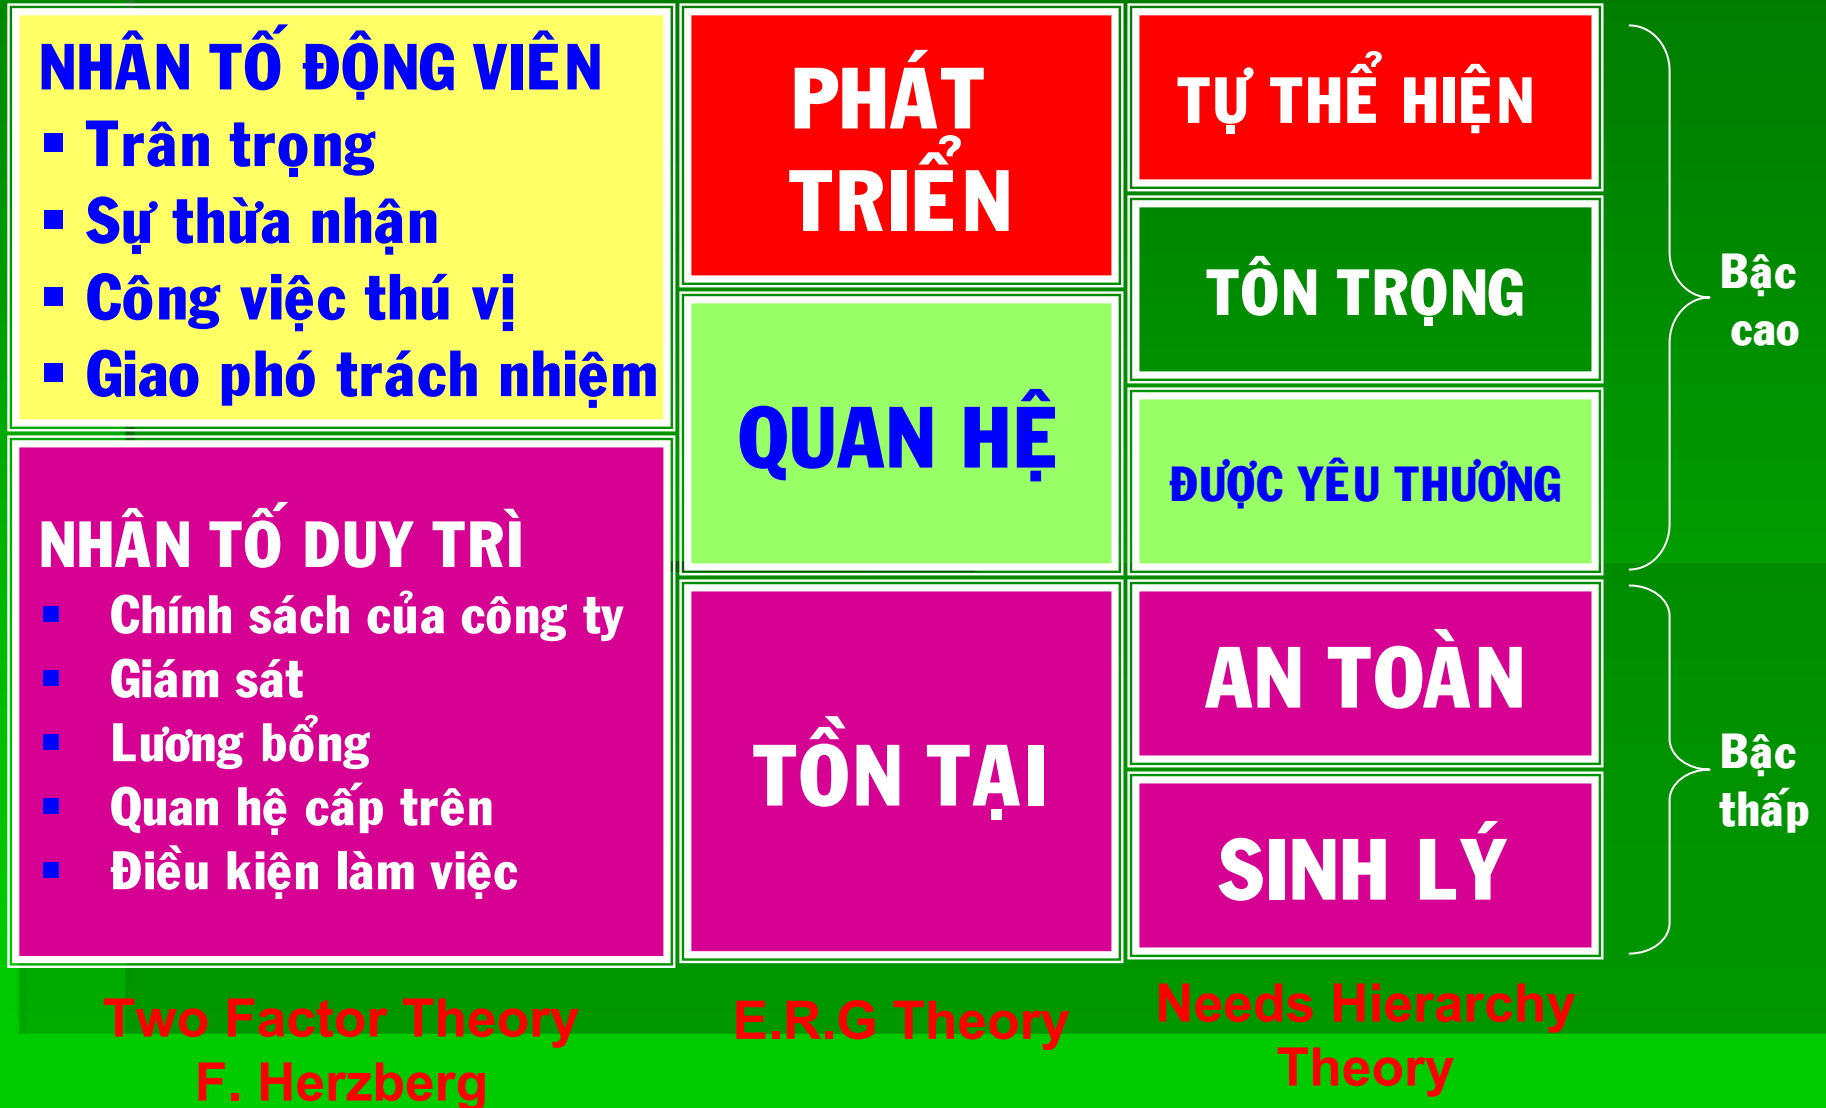 NHÂN TỐ ĐỘNG VIÊN
▪ Trân trọng
▪ Sự thừa nhận
▪ Công việc thú vị
▪ Giao phó trách nhiệm
NHÂN TỐ DUY TRÌ
▪ Chính sách của công ty
▪ Giám sát
▪ Lương bổng
▪ Quan hệ cấp trên
▪ Điều kiện làm việc
Two Factor Theory
F. Herzberg
PHÁT
TRIỂN
QUAN HỆ
TỒN TẠI
E.R.G Theory
TỰ THỂ HIỆN
TÔN TRỌNG
ĐƯỢC YÊU THƯƠNG
AN TOÀN
SINH LÝ
Needs Hierarchy
Theory
Bậc
cao
Bậc
thấp